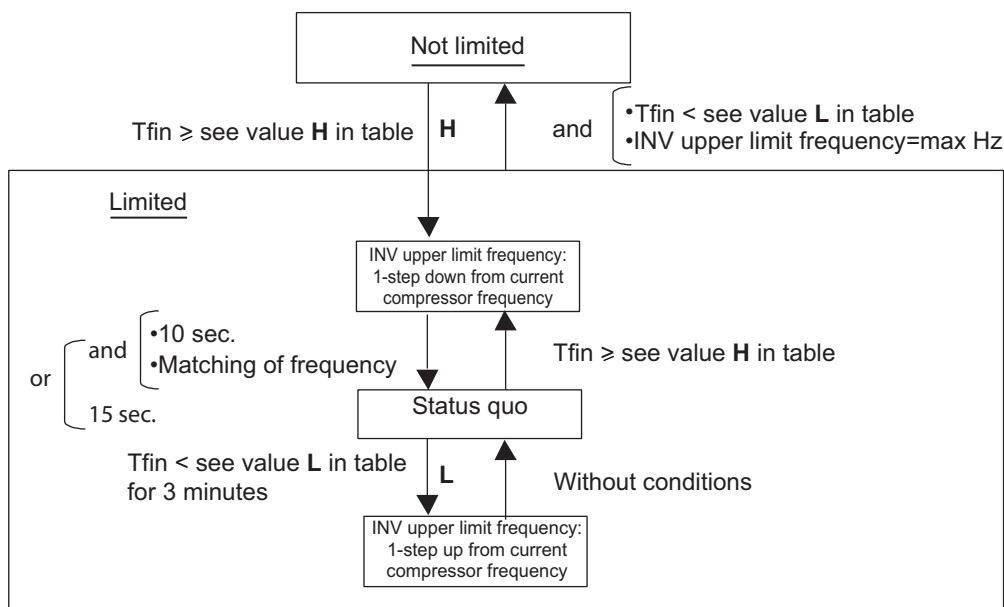 Not limited
Tfin ⩾ see value H in table
H
and
•Tfin < see value L in table
•INV upper limit frequency=max Hz
Limited
INV upper limit frequency:
1-step down from current
compressor frequency
or
and
•10 sec.
•Matching of frequency
15 sec.
Tfin ⩾ see value H in table
Status quo
Tfin < see value L in table
for 3 minutes
L
Without conditions
INV upper limit frequency:
1-step up from current
compressor frequency